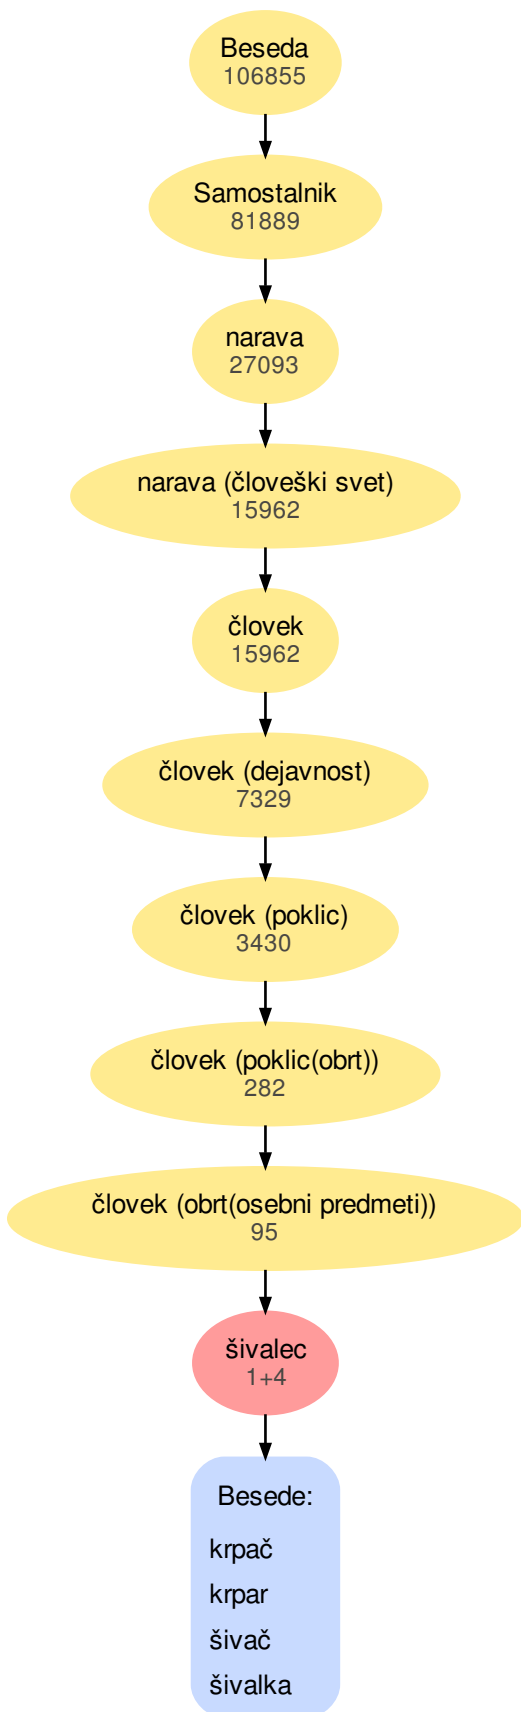 Beseda
106855
Samostalnik
81889
narava
27093
narava (človeški svet)
15962
človek
15962
človek (dejavnost)
7329
človek (poklic)
3430
človek (poklic(obrt))
282
človek (obrt(osebni predmeti))
95
šivalec
1+4
Besede:
krpač
krpar
šivač
šivalka